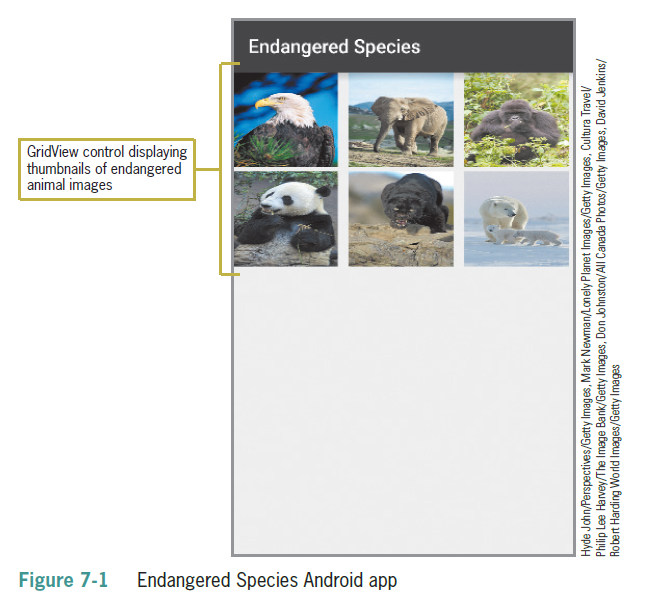 Endangered Species
GridView control displaying
thumbnails of endangered
animal images
Hyde John/Perspectives/Getty Images, Mark Newman/Lonely Planet Images/Getty Images, Cultura Travel/
Philip Lee Harvey/The Image Bank/Getty Images, Don Johnston/All Canada Photos/Getty Images, David Jenkins/
Robert Harding World Images/Getty Images
Figure 7-1 Endangered Species Android app